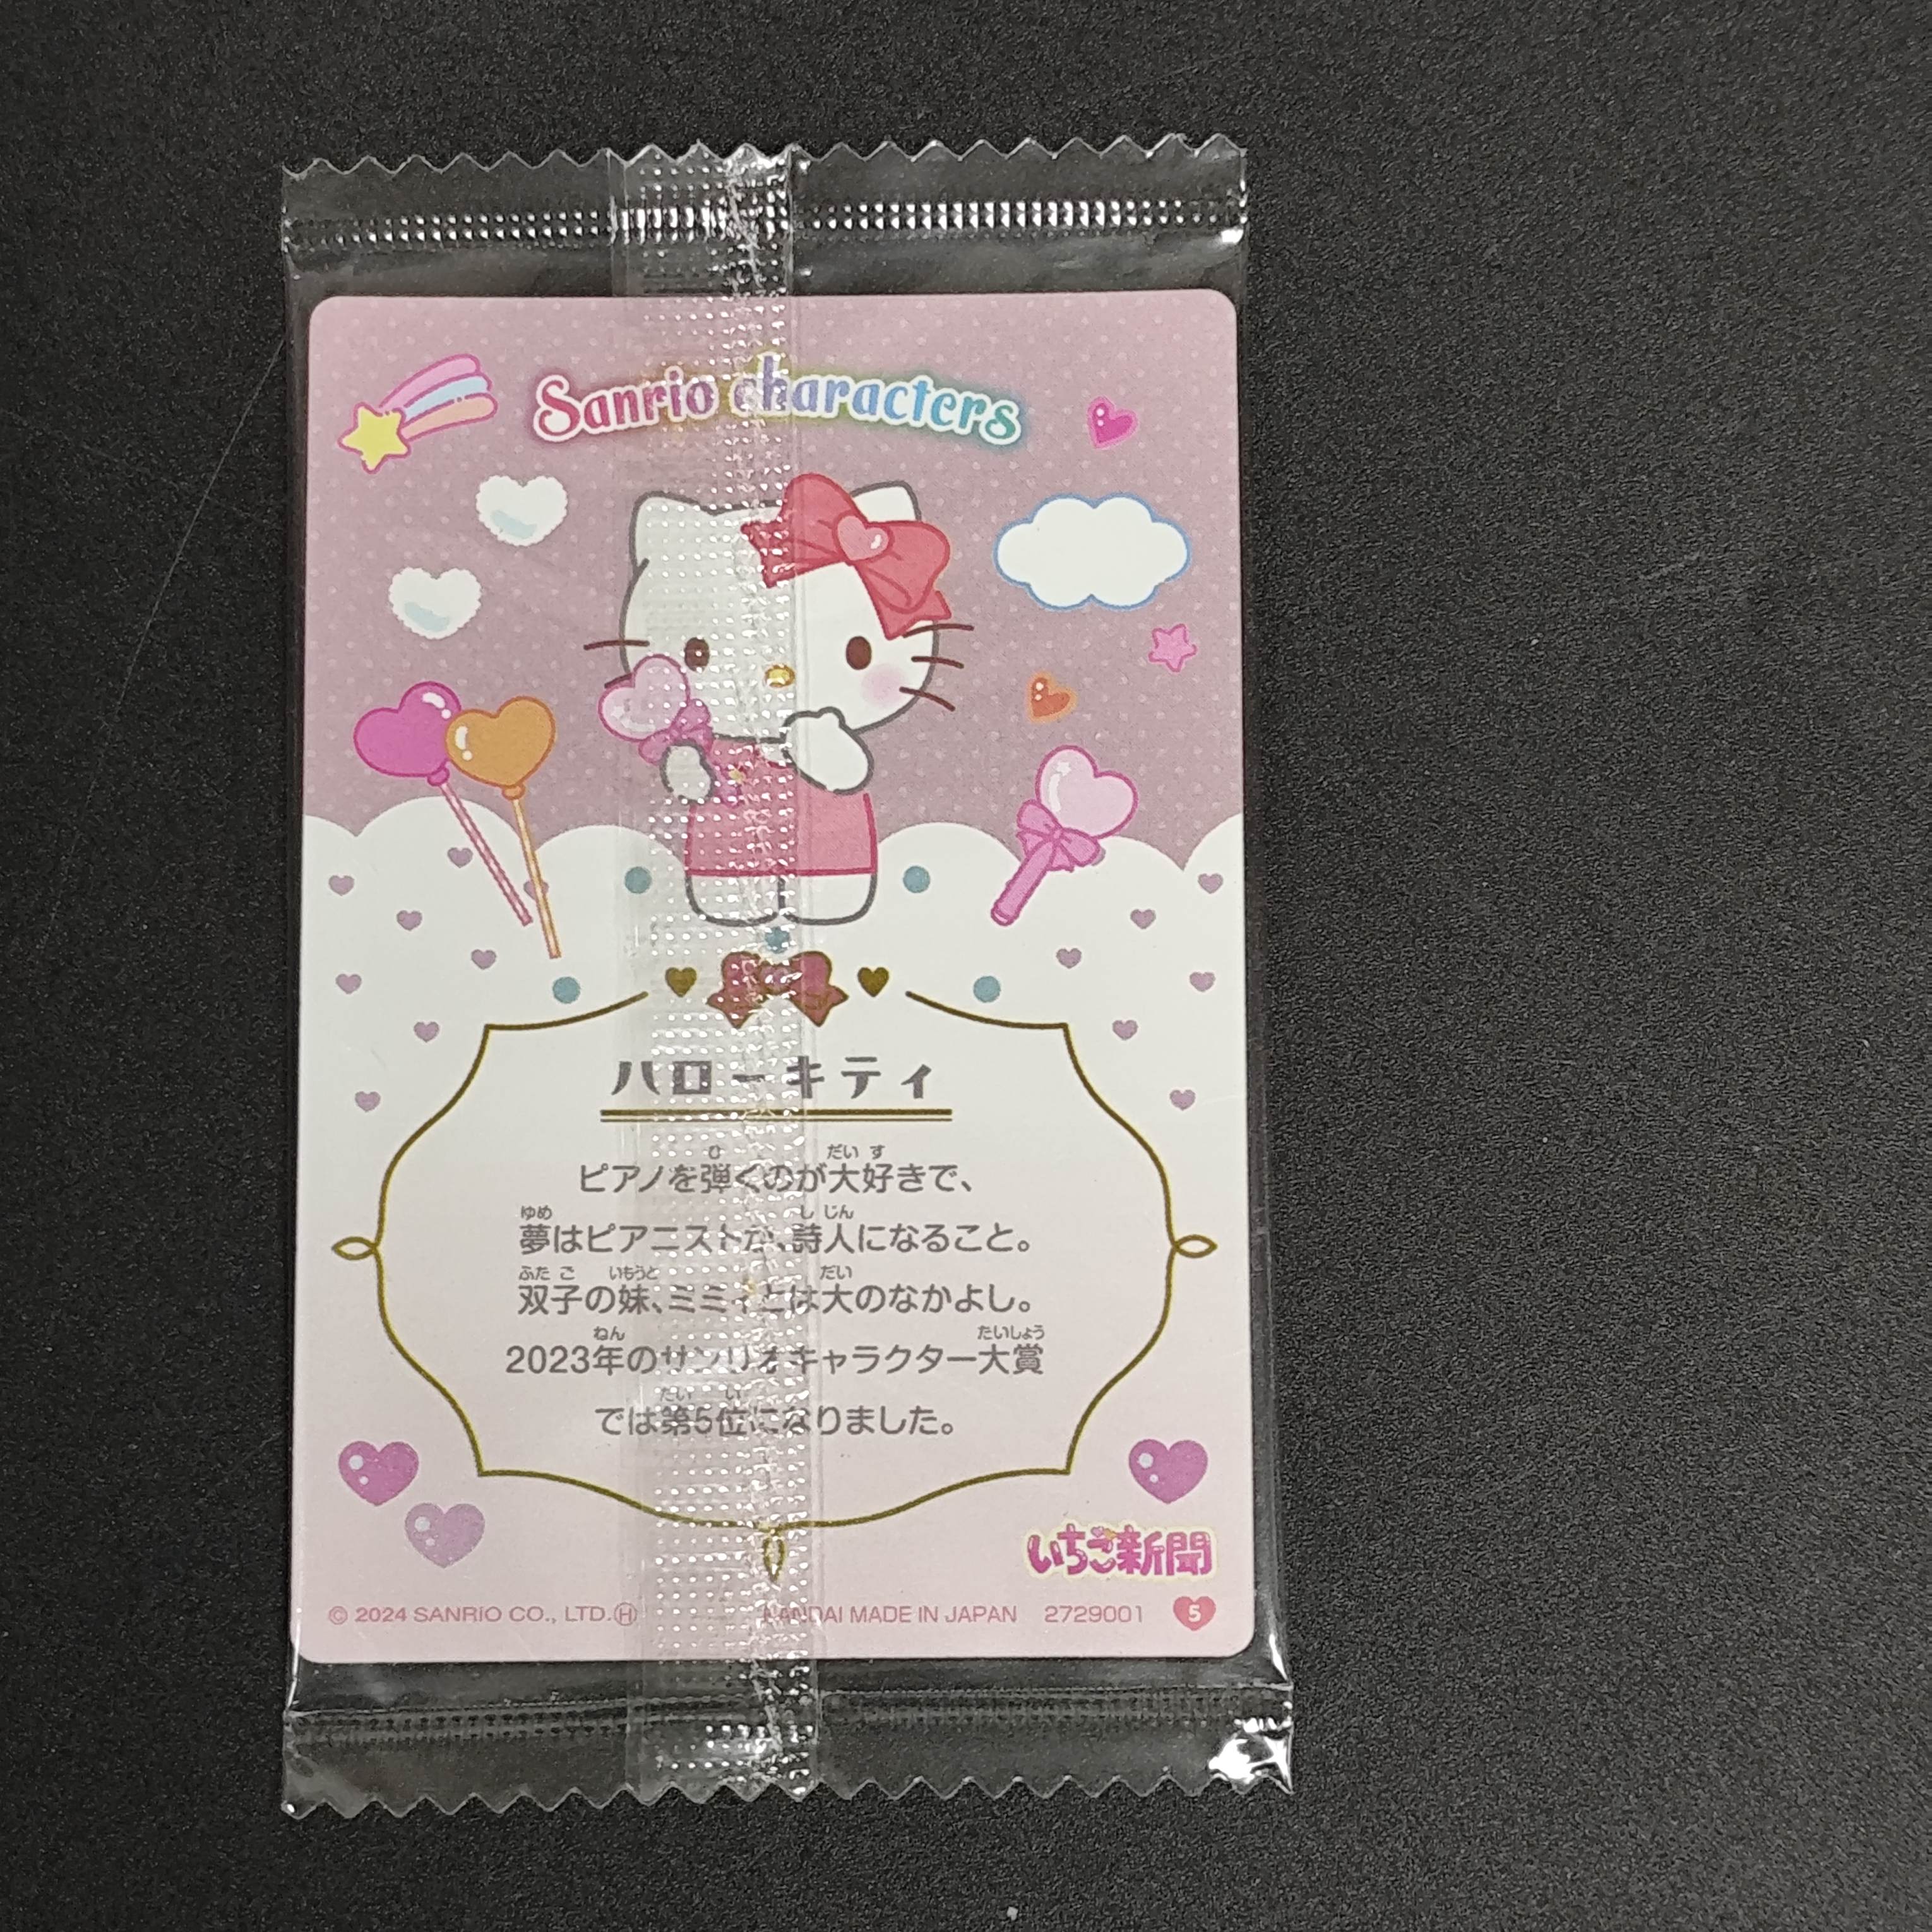 Sanrio characters
ハローキティ
ピアノを弾くのが大好きで、
夢はピアニストか、詩人になること。
双子の妹、ミミィとは大のなかよし。
2023年のサンリオキャラクター大賞
では第5位になりました。
いちご新聞
© 2024 SANRIO CO., LTD. Ⓗ BANDAI MADE IN JAPAN 2729001 5